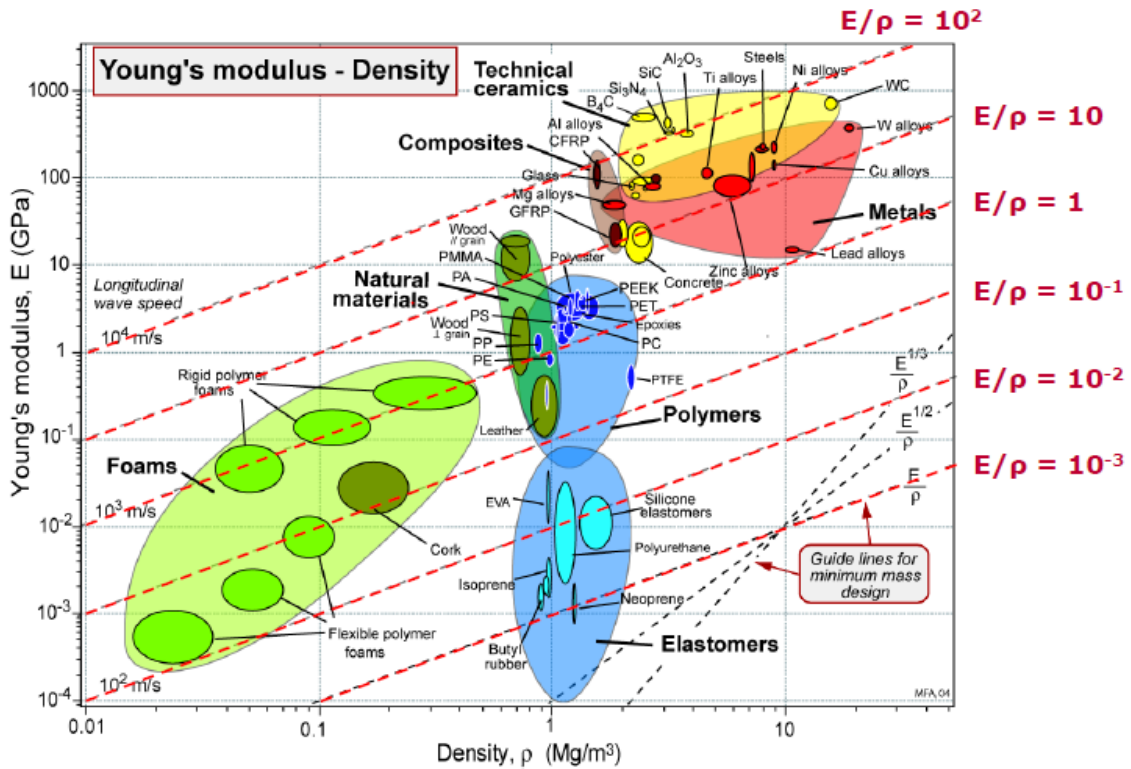 E/ρ = 10²
Young's modulus - Density
Technical
ceramics
Al₂O₃
SiC
Si₃N₄
B₄C
Steels
Ti alloys
Ni alloys
WC
E/ρ = 10
Al alloys
CFRP
W alloys
Composites
Glass
Cu alloys
Mg alloys
GFRP
Metals
E/ρ = 1
Wood
// grain
PMMA
Polyester
Lead alloys
Zinc alloys
Concrete
Longitudinal
wave speed
Natural
materials
PA
PEEK
PET
E/ρ = 10⁻¹
PS
Epoxies
Wood
⊥ grain
PC
PP
PE
10⁴ m/s
E^1/3
ρ
Rigid polymer
foams
PTFE
E/ρ = 10⁻²
Leather
Polymers
E^1/2
ρ
Foams
E
ρ
E/ρ = 10⁻³
10³ m/s
EVA
Silicone
elastomers
Cork
Polyurethane
Guide lines for
minimum mass
design
Isoprene
Neoprene
Flexible polymer
foams
Butyl
rubber
Elastomers
10² m/s
MFA, 04
Young's modulus, E (GPa)
1000
100
10
1
10⁻¹
10⁻²
10⁻³
10⁻⁴
0.01
0.1
1
10
Density, ρ (Mg/m³)